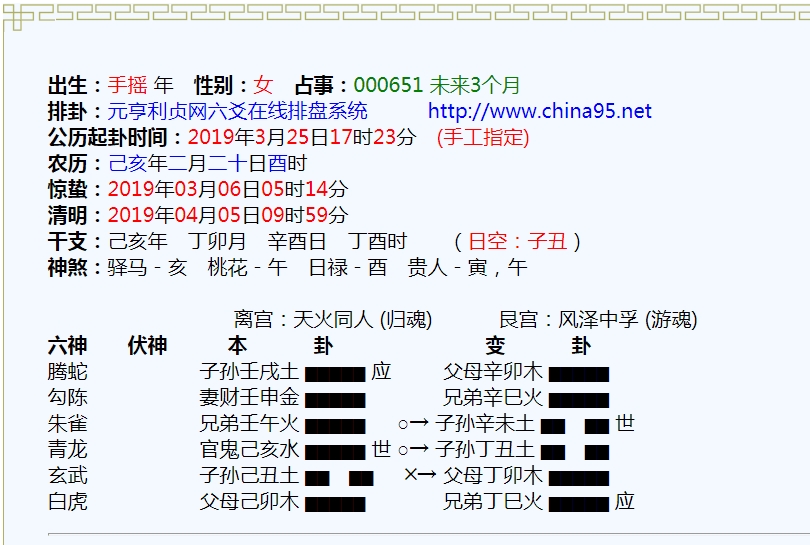 出生：手摇 年　性别：女　占事：000651 未来3个月
排卦：元亨利贞网六爻在线排盘系统　　　http://www.china95.net
公历起卦时间：2019年3月25日17时23分　(手工指定)
农历：己亥年二月二十日酉时
惊蛰：2019年03月06日05时14分
清明：2019年04月05日09时59分
干支：己亥年　丁卯月　辛酉日　丁酉时　　（日空：子丑）
神煞：驿马－亥　桃花－午　日禄－酉　贵人－寅，午
离宫：天火同人 (归魂)　　　艮宫：风泽中孚 (游魂)
六神　伏神　　本　　卦　　　　　　变　　卦
腾蛇　　　　子孙壬戌土 ▅▅▅▅▅ 应　　父母辛卯木 ▅▅▅▅▅
勾陈　　　　妻财壬申金 ▅▅▅▅▅ 　　兄弟辛巳火 ▅▅▅▅▅
朱雀　　　　兄弟壬午火 ▅▅▅▅▅ 　○→ 子孙辛未土 ▅▅　▅▅ 世
青龙　　　　官鬼己亥水 ▅▅▅▅▅ 世 ○→ 子孙丁丑土 ▅▅　▅▅
玄武　　　　子孙己丑土 ▅▅　▅▅ 　×→ 父母丁卯木 ▅▅▅▅▅
白虎　　　　父母己卯木 ▅▅▅▅▅ 　　兄弟丁巳火 ▅▅▅▅▅ 应